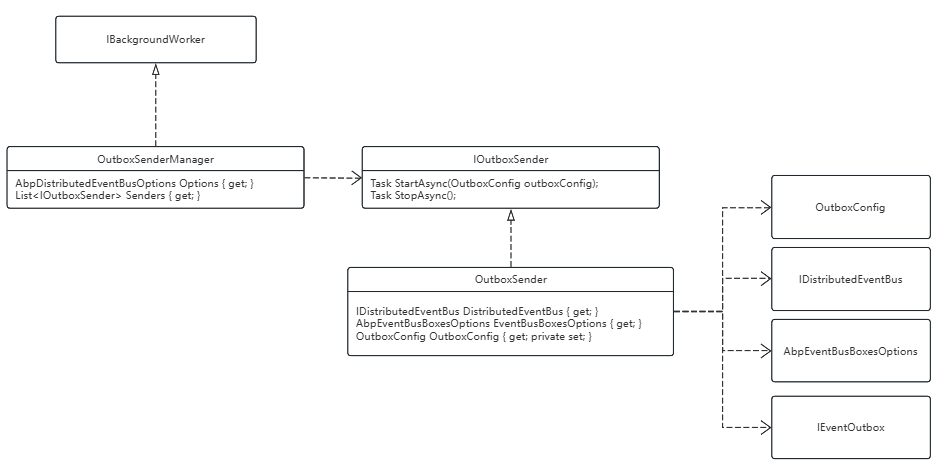 IBackgroundWorker
OutboxSenderManager
AbpDistributedEventBusOptions Options { get; }
List<IOutboxSender> Senders { get; }
IOutboxSender
Task StartAsync(OutboxConfig outboxConfig);
Task StopAsync();
OutboxSender
IDistributedEventBus DistributedEventBus { get; }
AbpEventBusBoxesOptions EventBusBoxesOptions { get; }
OutboxConfig OutboxConfig { get; private set; }
OutboxConfig
IDistributedEventBus
AbpEventBusBoxesOptions
IEventOutbox